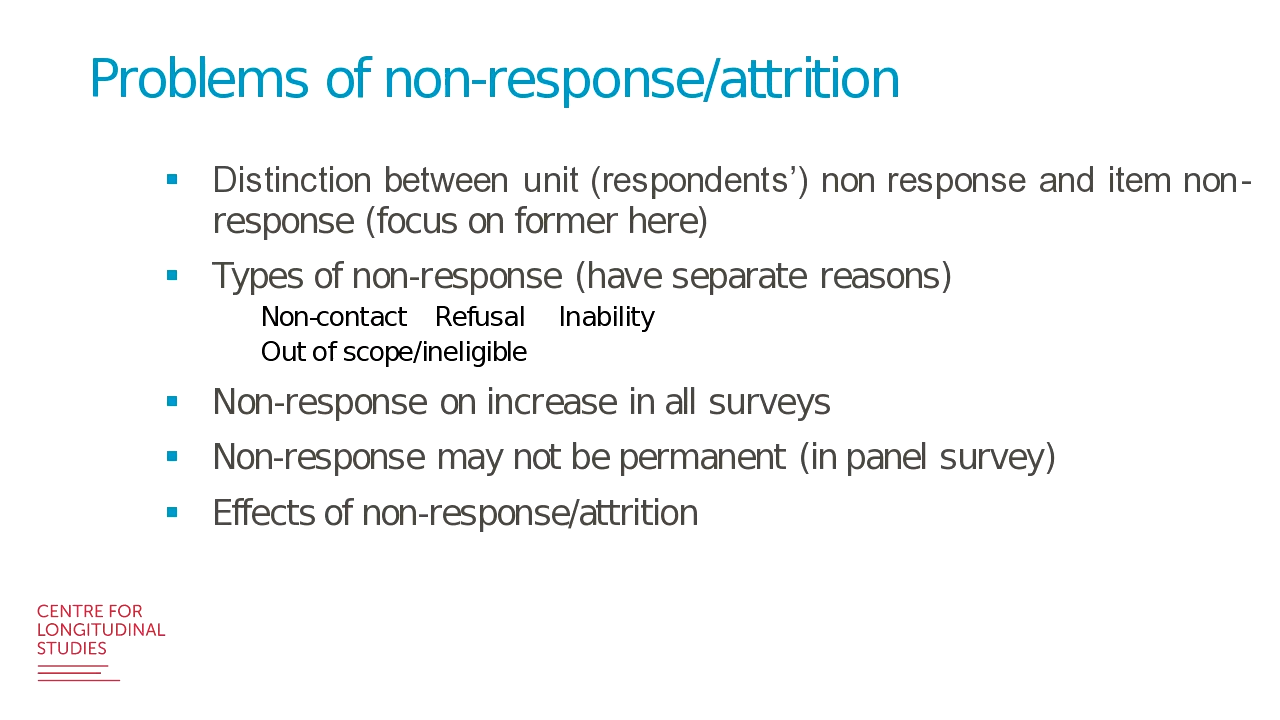 Problems of non-response/attrition
▪ Distinction between unit (respondents’) non response and item non-
response (focus on former here)
▪ Types of non-response (have separate reasons)
Non-contact Refusal Inability
Out of scope/ineligible
▪ Non-response on increase in all surveys
▪ Non-response may not be permanent (in panel survey)
▪ Effects of non-response/attrition
CENTRE FOR
LONGITUDINAL
STUDIES